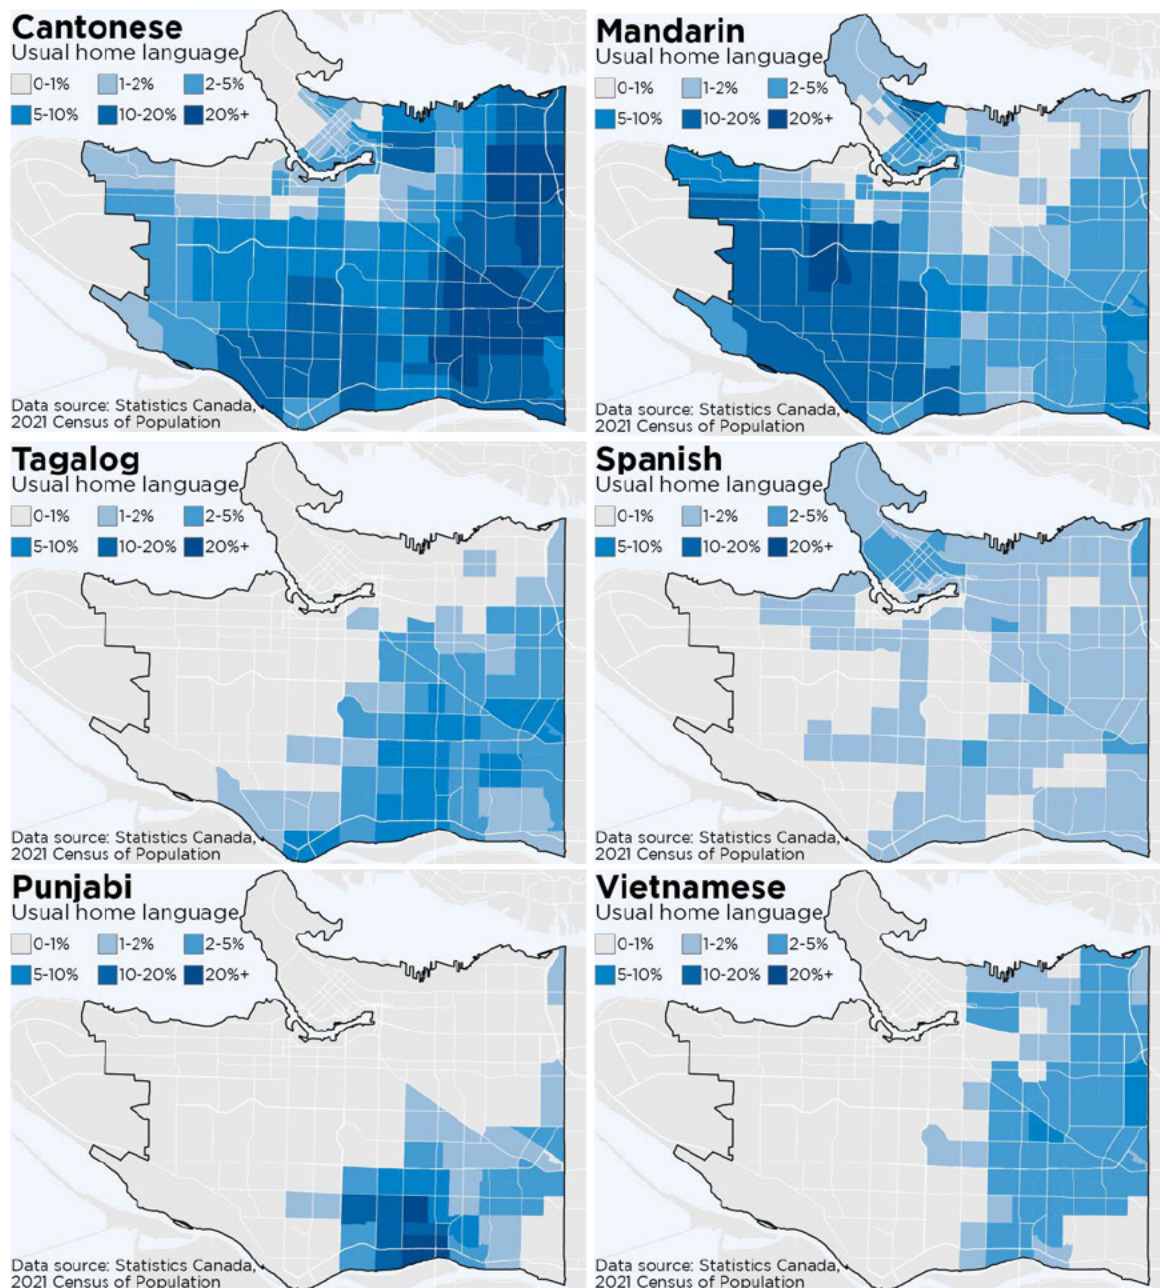 Cantonese
Usual home language
0-1% 1-2% 2-5%
5-10% 10-20% 20%+
Data source: Statistics Canada,
2021 Census of Population
Mandarin
Usual home language
0-1% 1-2% 2-5%
5-10% 10-20% 20%+
Data source: Statistics Canada,
2021 Census of Population
Tagalog
Usual home language
0-1% 1-2% 2-5%
5-10% 10-20% 20%+
Data source: Statistics Canada,
2021 Census of Population
Spanish
Usual home language
0-1% 1-2% 2-5%
5-10% 10-20% 20%+
Data source: Statistics Canada,
2021 Census of Population
Punjabi
Usual home language
0-1% 1-2% 2-5%
5-10% 10-20% 20%+
Data source: Statistics Canada,
2021 Census of Population
Vietnamese
Usual home language
0-1% 1-2% 2-5%
5-10% 10-20% 20%+
Data source: Statistics Canada,
2021 Census of Population